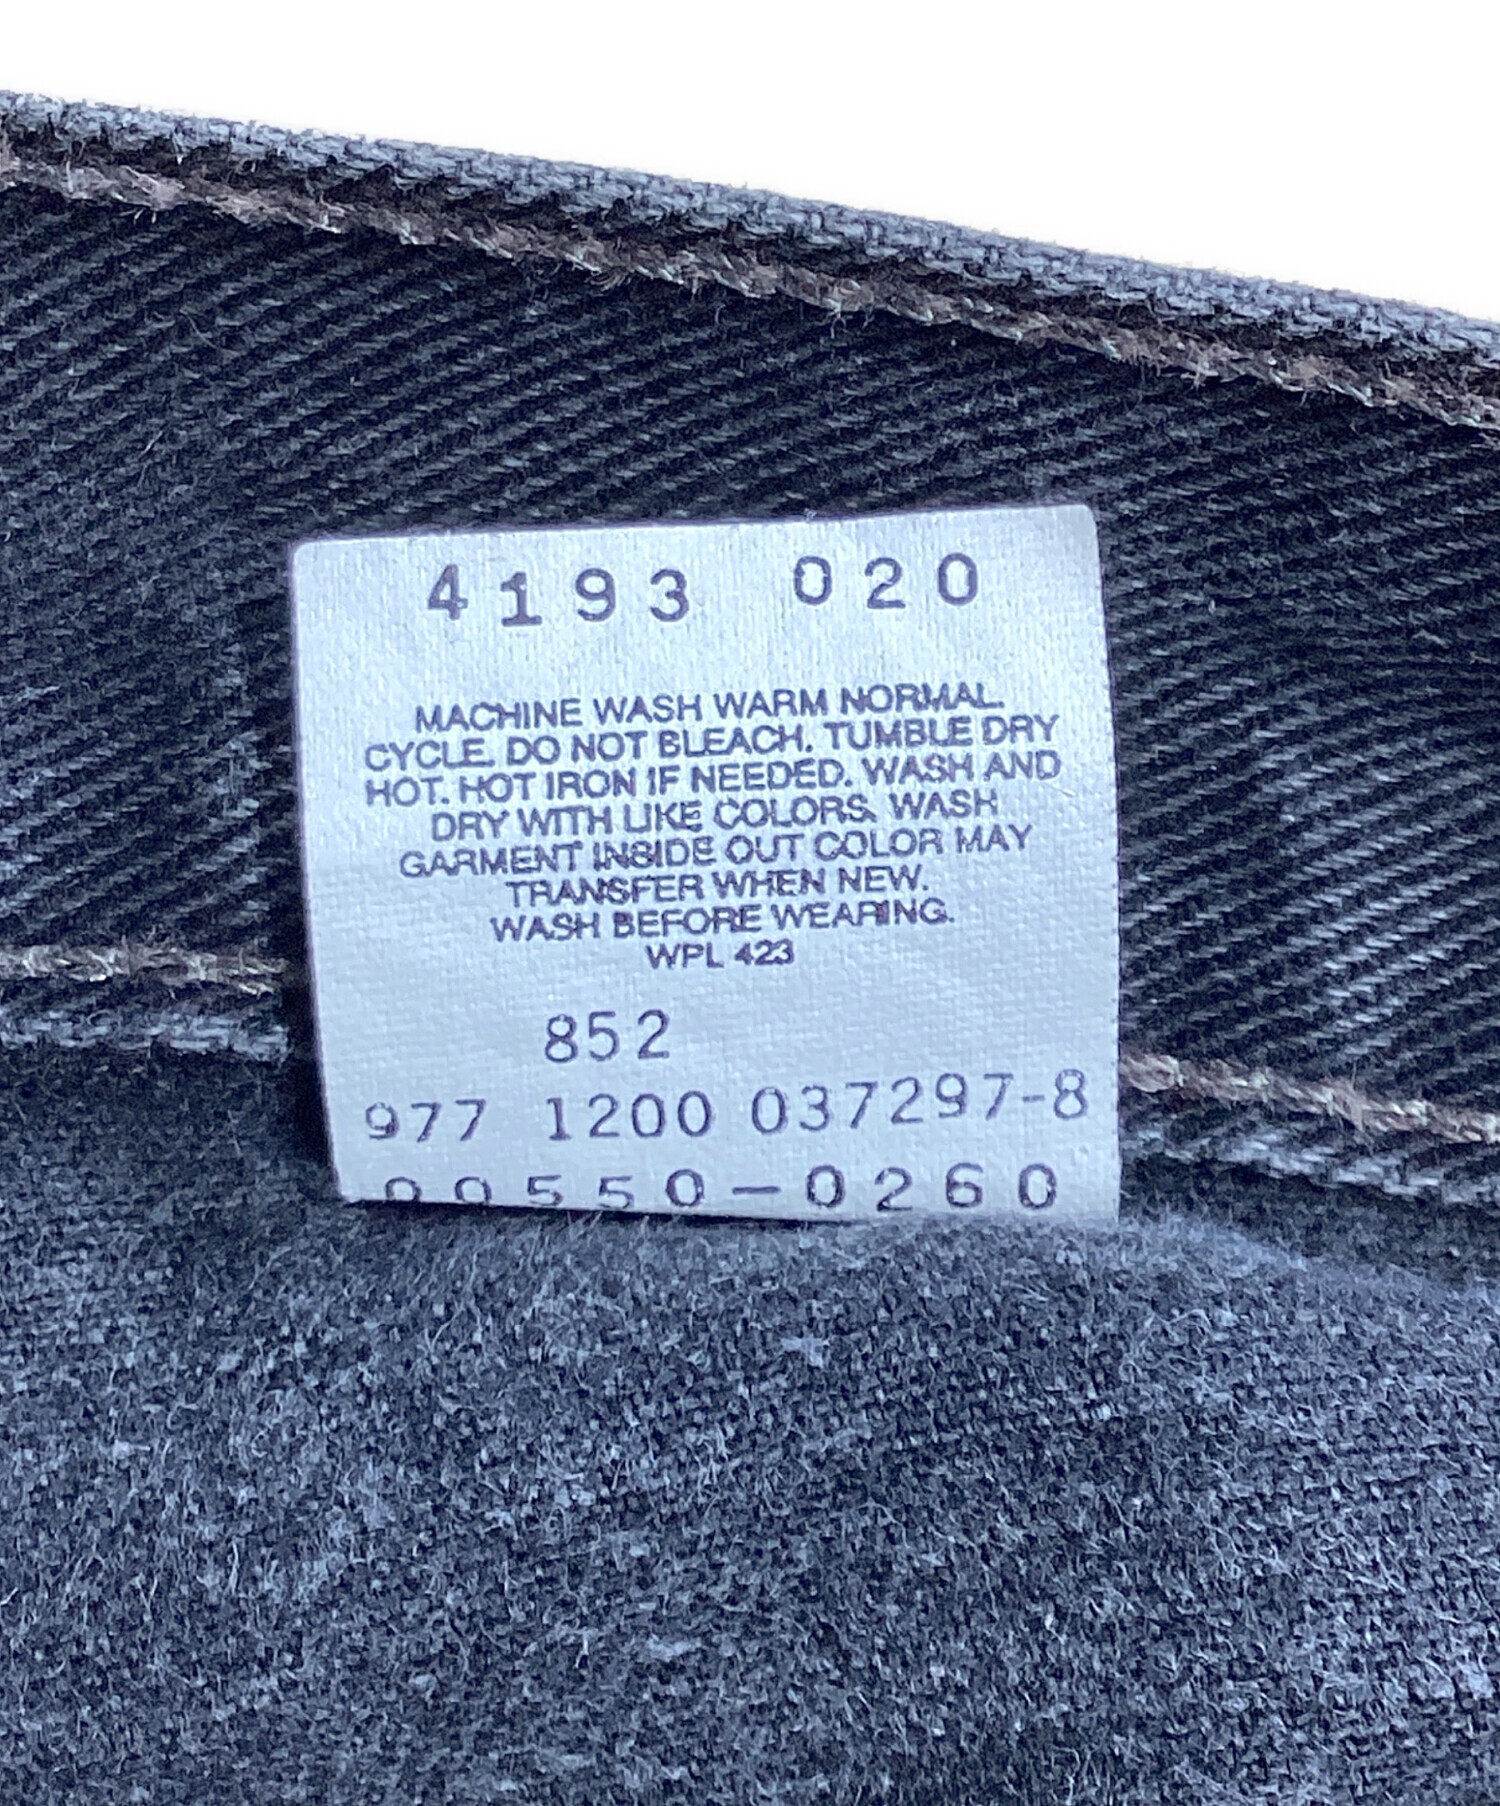 4193 020
MACHINE WASH WARM NORMAL
CYCLE. DO NOT BLEACH. TUMBLE DRY
HOT. HOT IRON IF NEEDED. WASH AND
DRY WITH LIKE COLORS. WASH
GARMENT INSIDE OUT COLOR MAY
TRANSFER WHEN NEW.
WASH BEFORE WEARING.
WPL 423
852
977 1200 037297-8
00550-0260